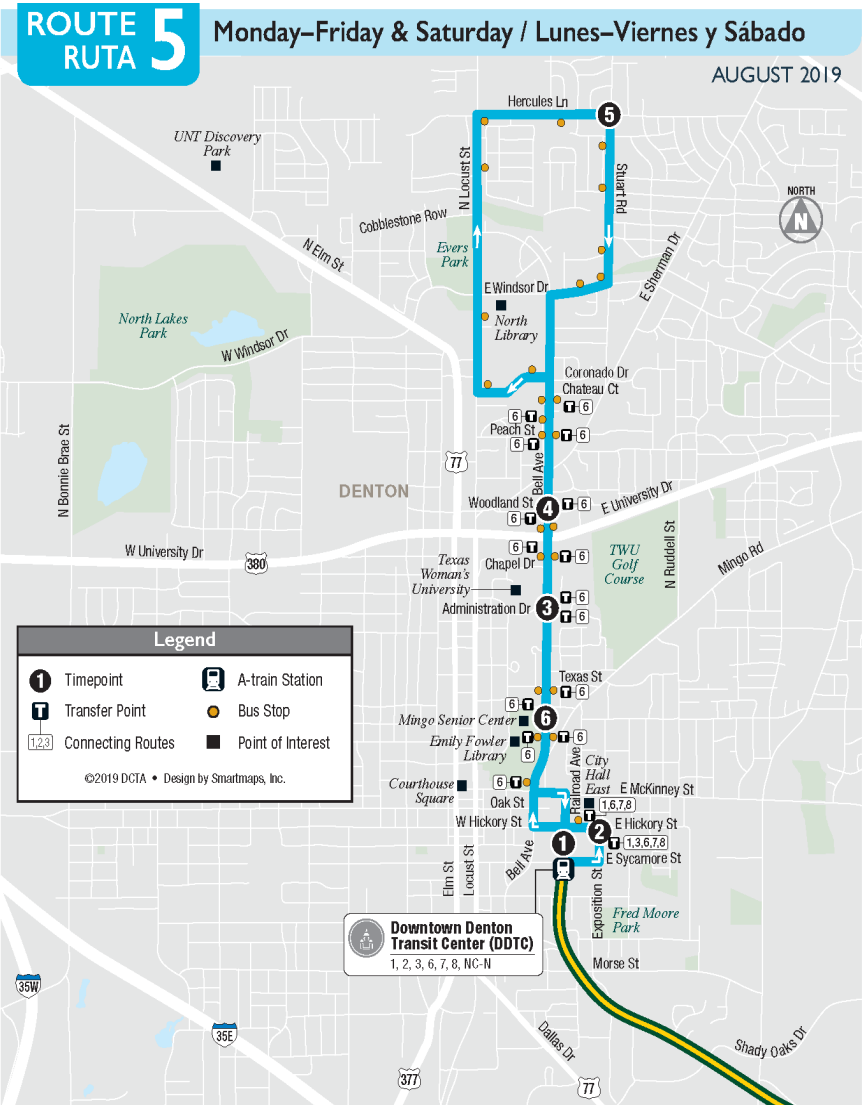 ROUTE
RUTA
5
Monday–Friday & Saturday / Lunes–Viernes y Sábado
AUGUST 2019
Hercules Ln
5
UNT Discovery
Park
N Locust St
Stuart Rd
NORTH
N
Cobblestone Row
N Elm St
Evers
Park
E Sherman Dr
E Windsor Dr
North
Library
North Lakes
Park
W Windsor Dr
Coronado Dr
Chateau Ct
T 6
6 T
Peach St
T 6
6 T
Bell Ave
77
N Bonnie Brae St
DENTON
Woodland St
4
T 6
6 T
E University Dr
W University Dr
380
6 T
Chapel Dr
T 6
TWU
Golf
Course
N Ruddell St
Mingo Rd
Texas
Woman's
University
Administration Dr
3
T 6
T 6
Legend
1 Timepoint
A-train Station
T Transfer Point
Bus Stop
1,2,3 Connecting Routes
Point of Interest
©2019 DCTA • Design by Smartmaps, Inc.
Texas St
T 6
6 T
Mingo Senior Center
6
Emily Fowler
Library
T
6
T 6
Railroad Ave
City
Hall
East
Courthouse
Square
6 T
Oak St
E McKinney St
1,6,7,8
T
W Hickory St
2
E Hickory St
T 1,3,6,7,8
1
E Sycamore St
Bell Ave
Elm St
Locust St
Exposition St
Fred Moore
Park
Downtown Denton
Transit Center (DDTC)
1, 2, 3, 6, 7, 8, NC-N
Morse St
35W
35E
Dallas Dr
Shady Oaks Dr
377
77